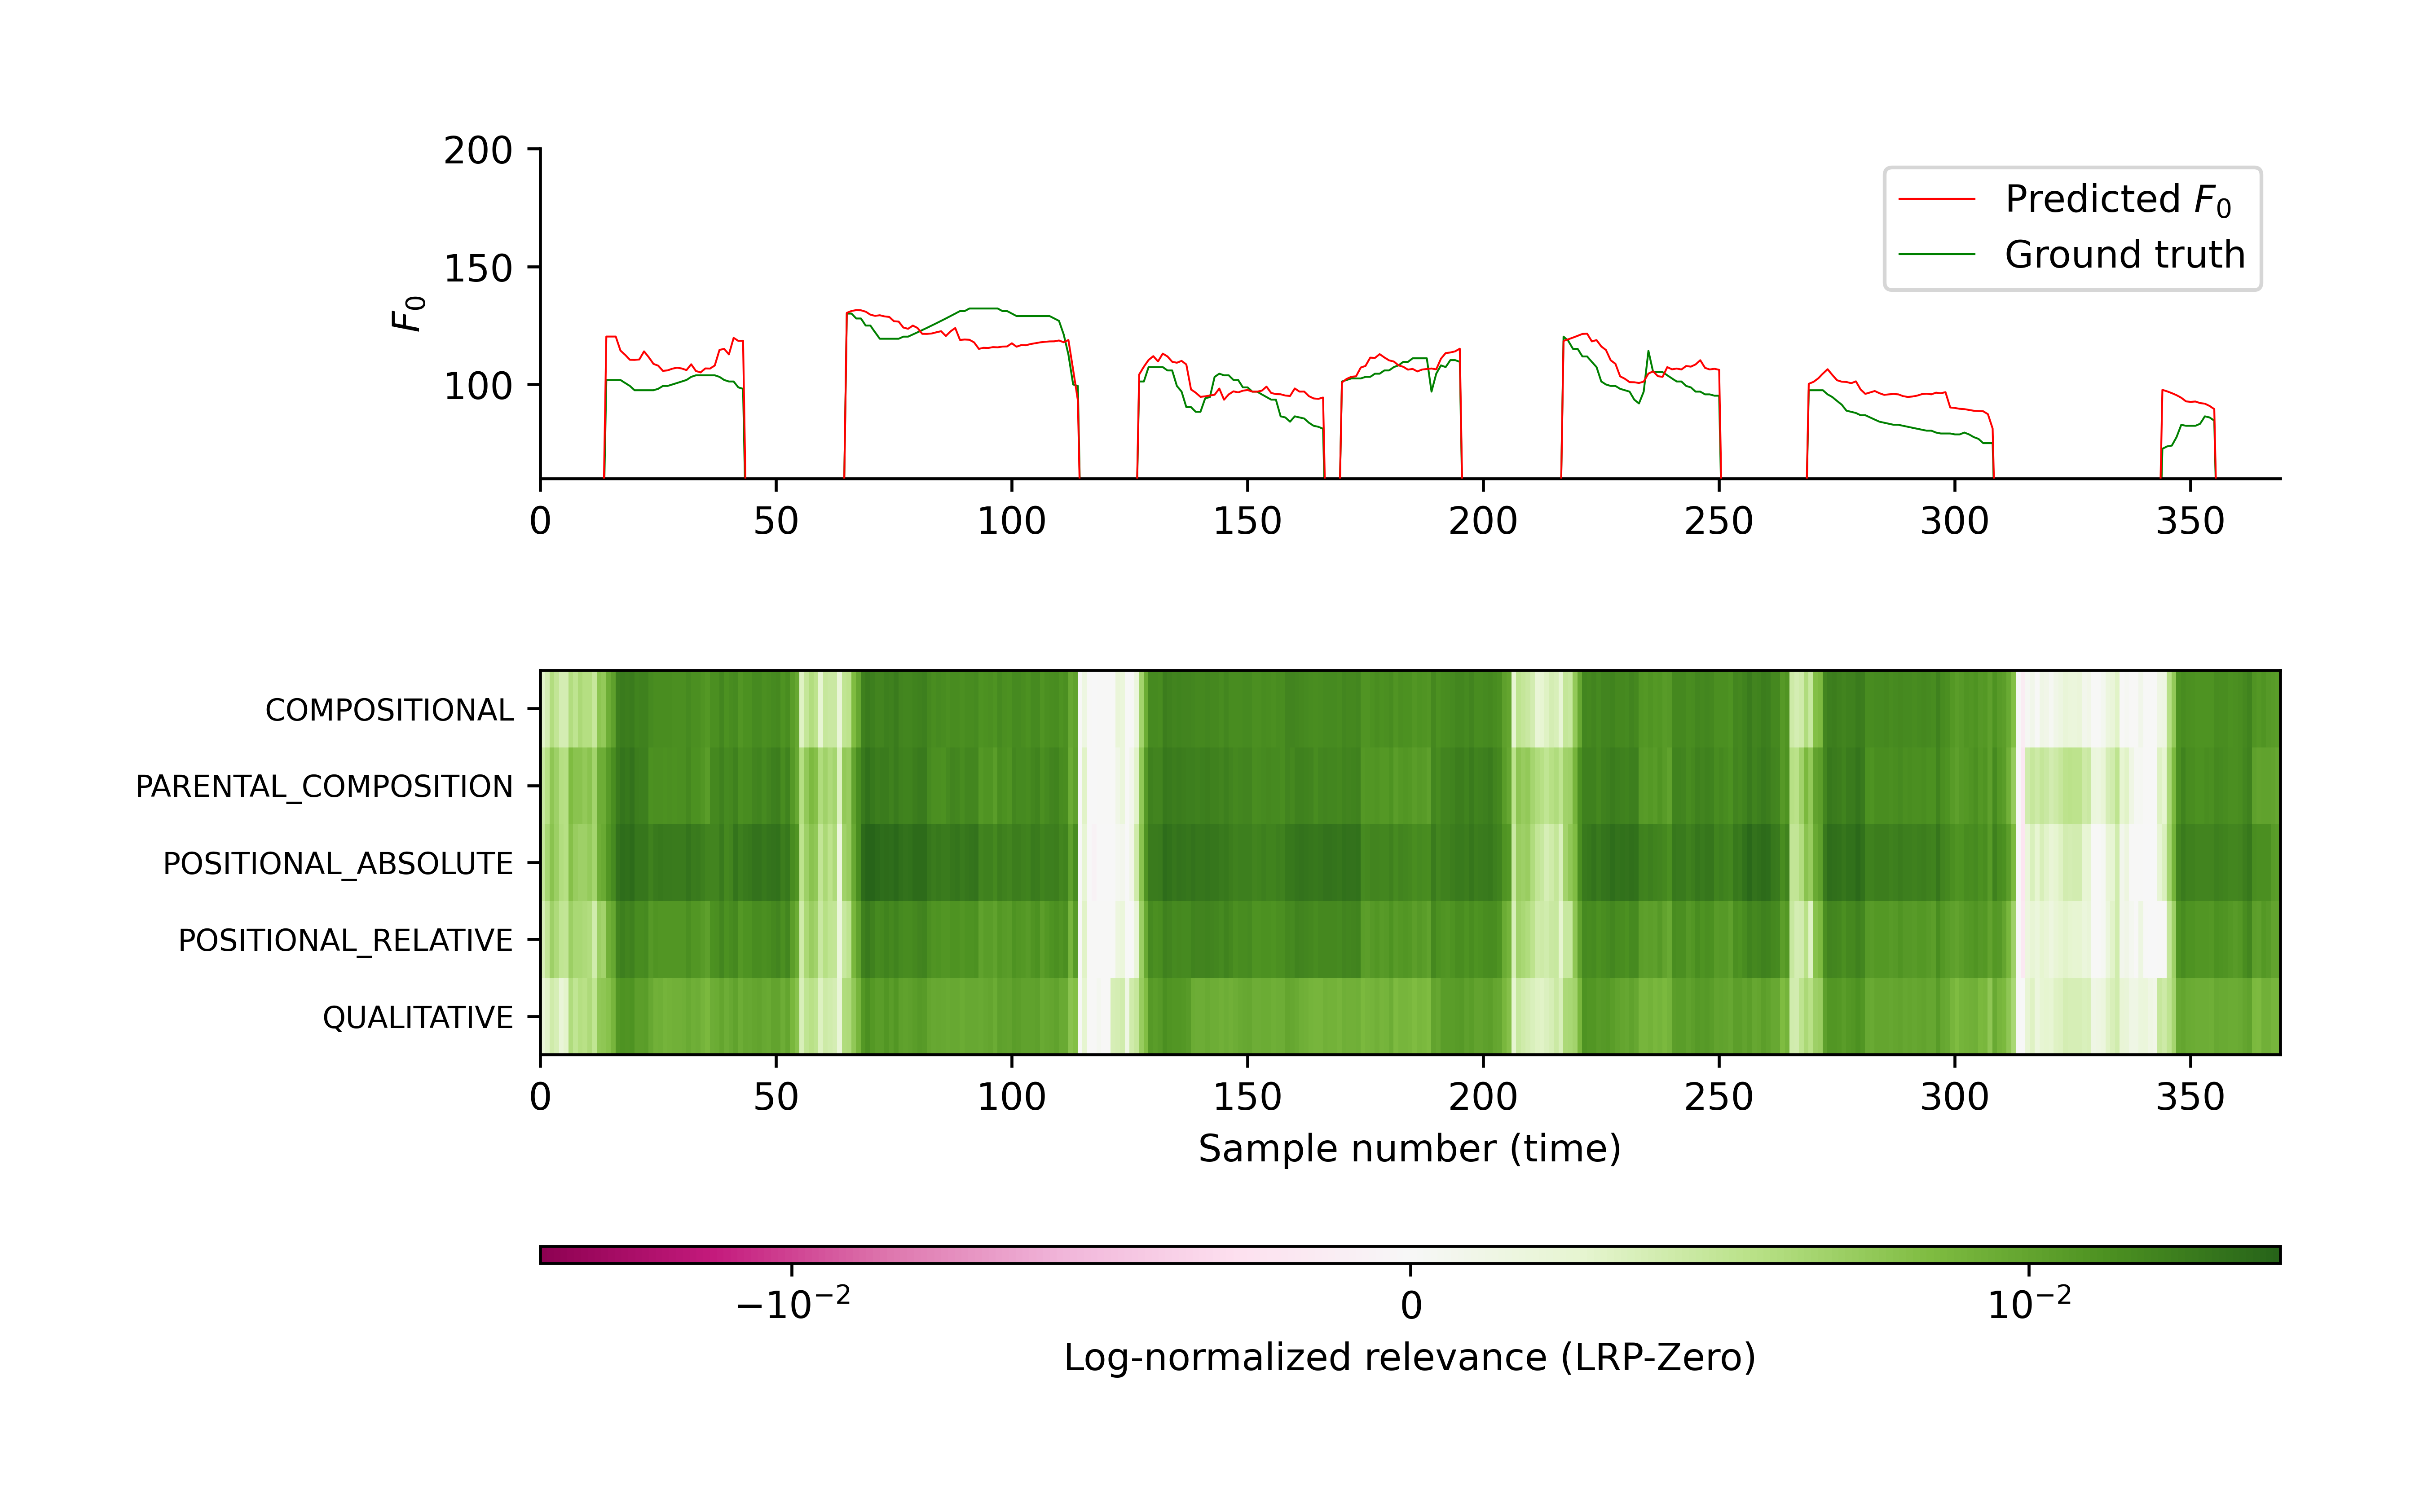 200
150
100
F₀
Predicted F₀
Ground truth
0 50 100 150 200 250 300 350
COMPOSITIONAL
PARENTAL_COMPOSITION
POSITIONAL_ABSOLUTE
POSITIONAL_RELATIVE
QUALITATIVE
0 50 100 150 200 250 300 350
Sample number (time)
−10⁻² 0 10⁻²
Log-normalized relevance (LRP-Zero)